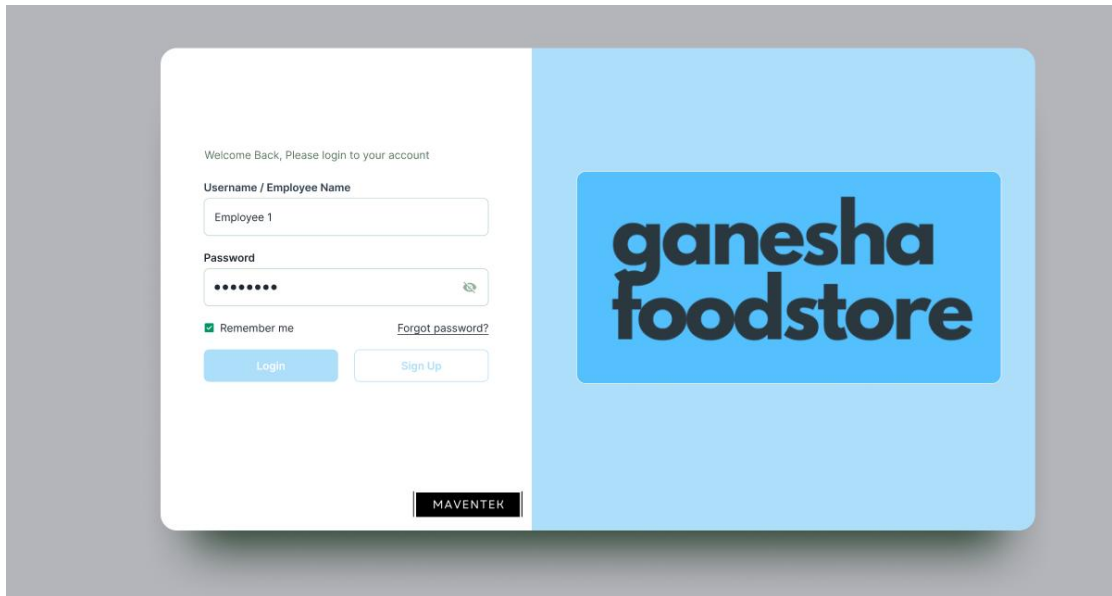 Welcome Back, Please login to your account
Username / Employee Name
Employee 1
Password
●●●●●●●●
Remember me
Forgot password?
Login
Sign Up
MAVENTEK
ganesha
foodstore